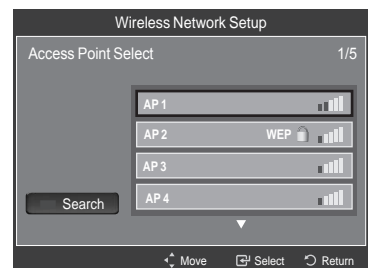 Wireless Network Setup
Access Point Select 1/5
AP 1
AP 2 WEP
AP 3
AP 4
Search
Move Select Return